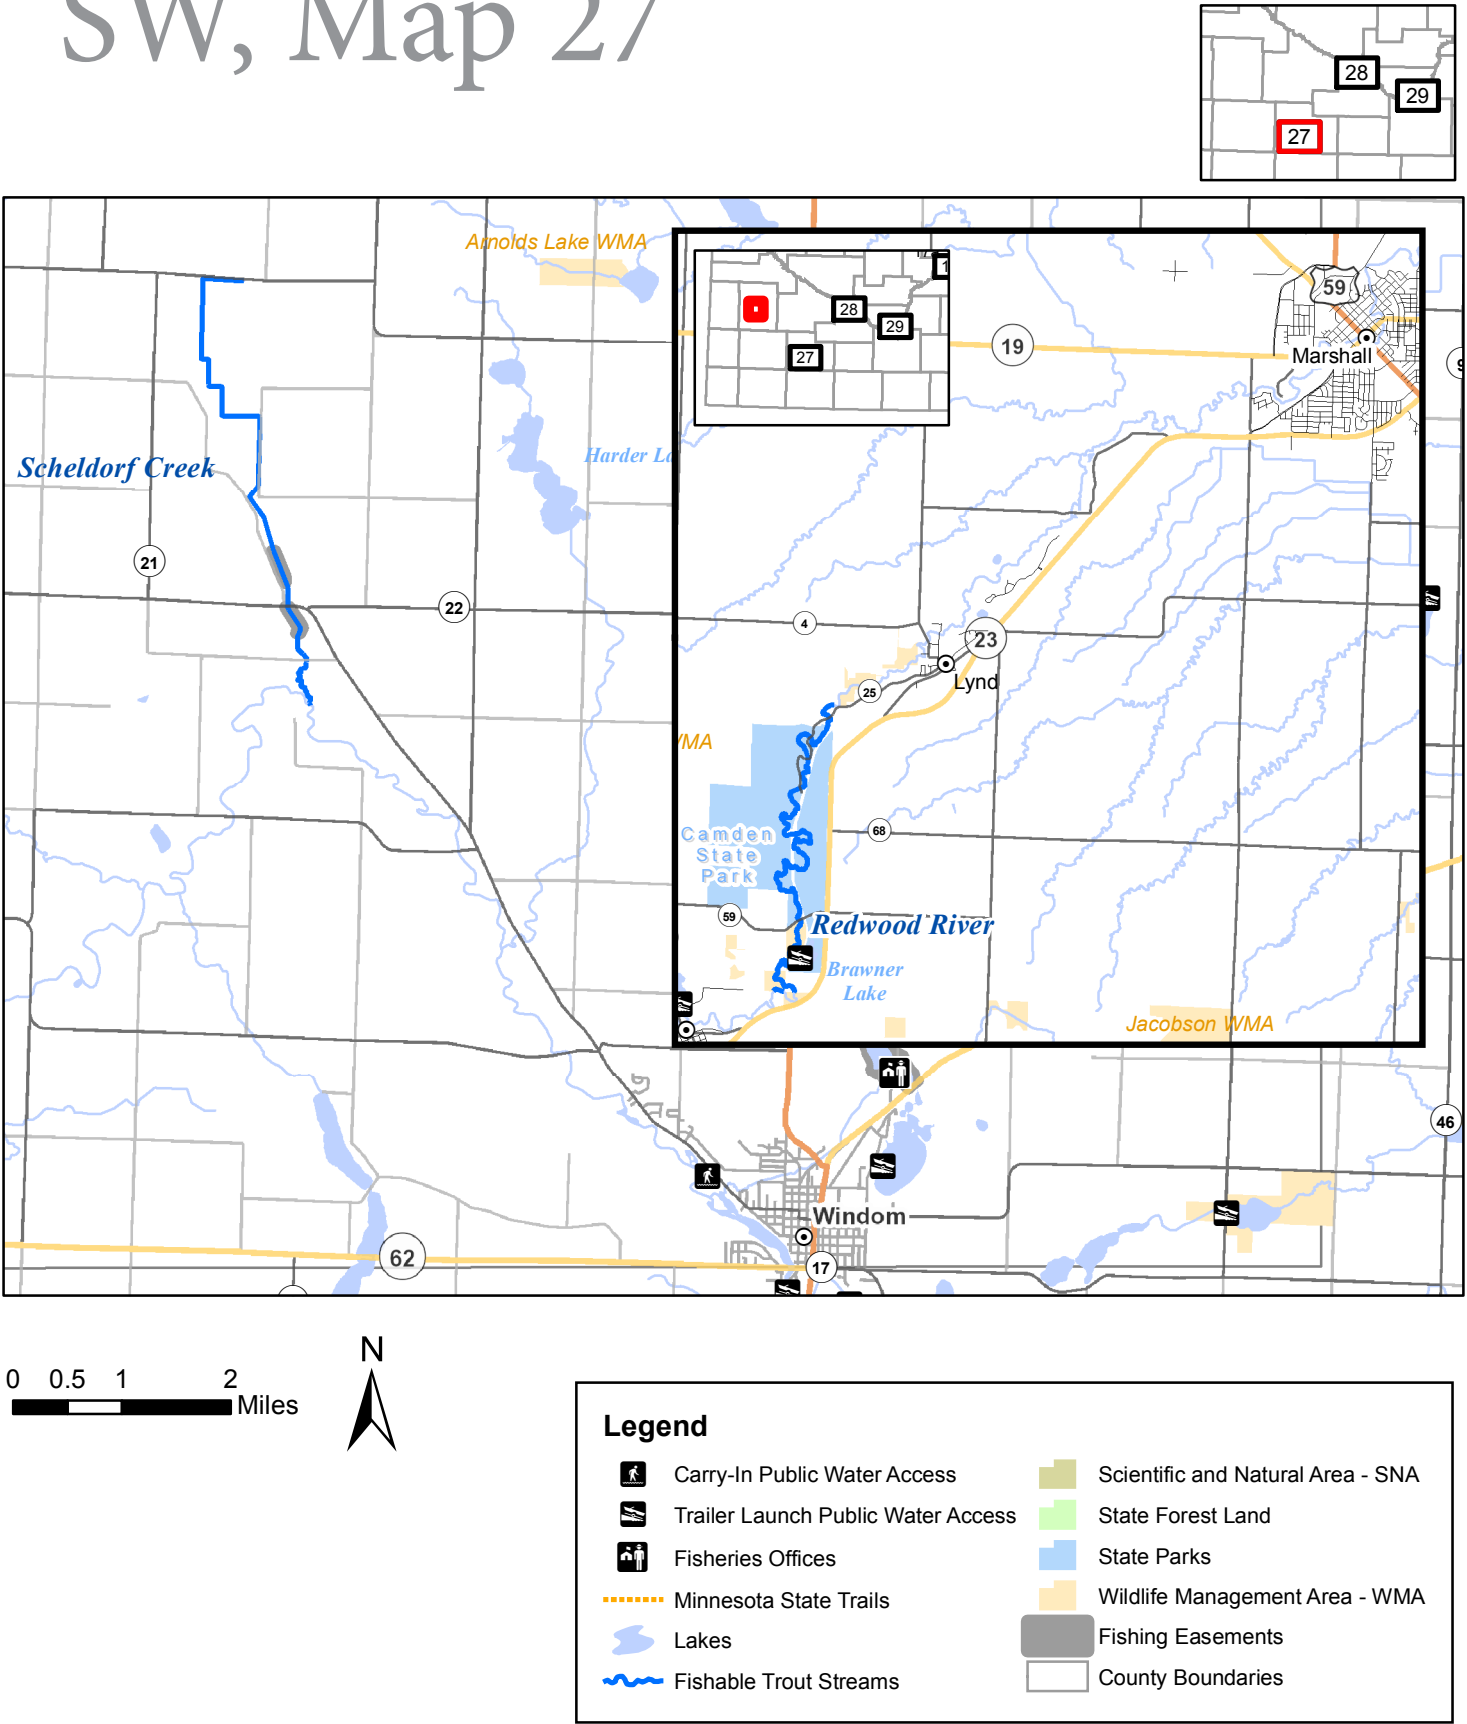 SW, Map 27
28
29
27
Arnolds Lake WMA
1
28
29
27
59
19
Marshall
Harder
Scheldorf Creek
21
22
4
23
Lynd
25
WMA
68
Camden
State
Park
59
Redwood River
Brawner
Lake
Jacobson WMA
46
Windom
62
17
0 0.5 1 2
Miles
N
Legend
Carry-In Public Water Access
Trailer Launch Public Water Access
Fisheries Offices
Minnesota State Trails
Lakes
Fishable Trout Streams
Scientific and Natural Area - SNA
State Forest Land
State Parks
Wildlife Management Area - WMA
Fishing Easements
County Boundaries